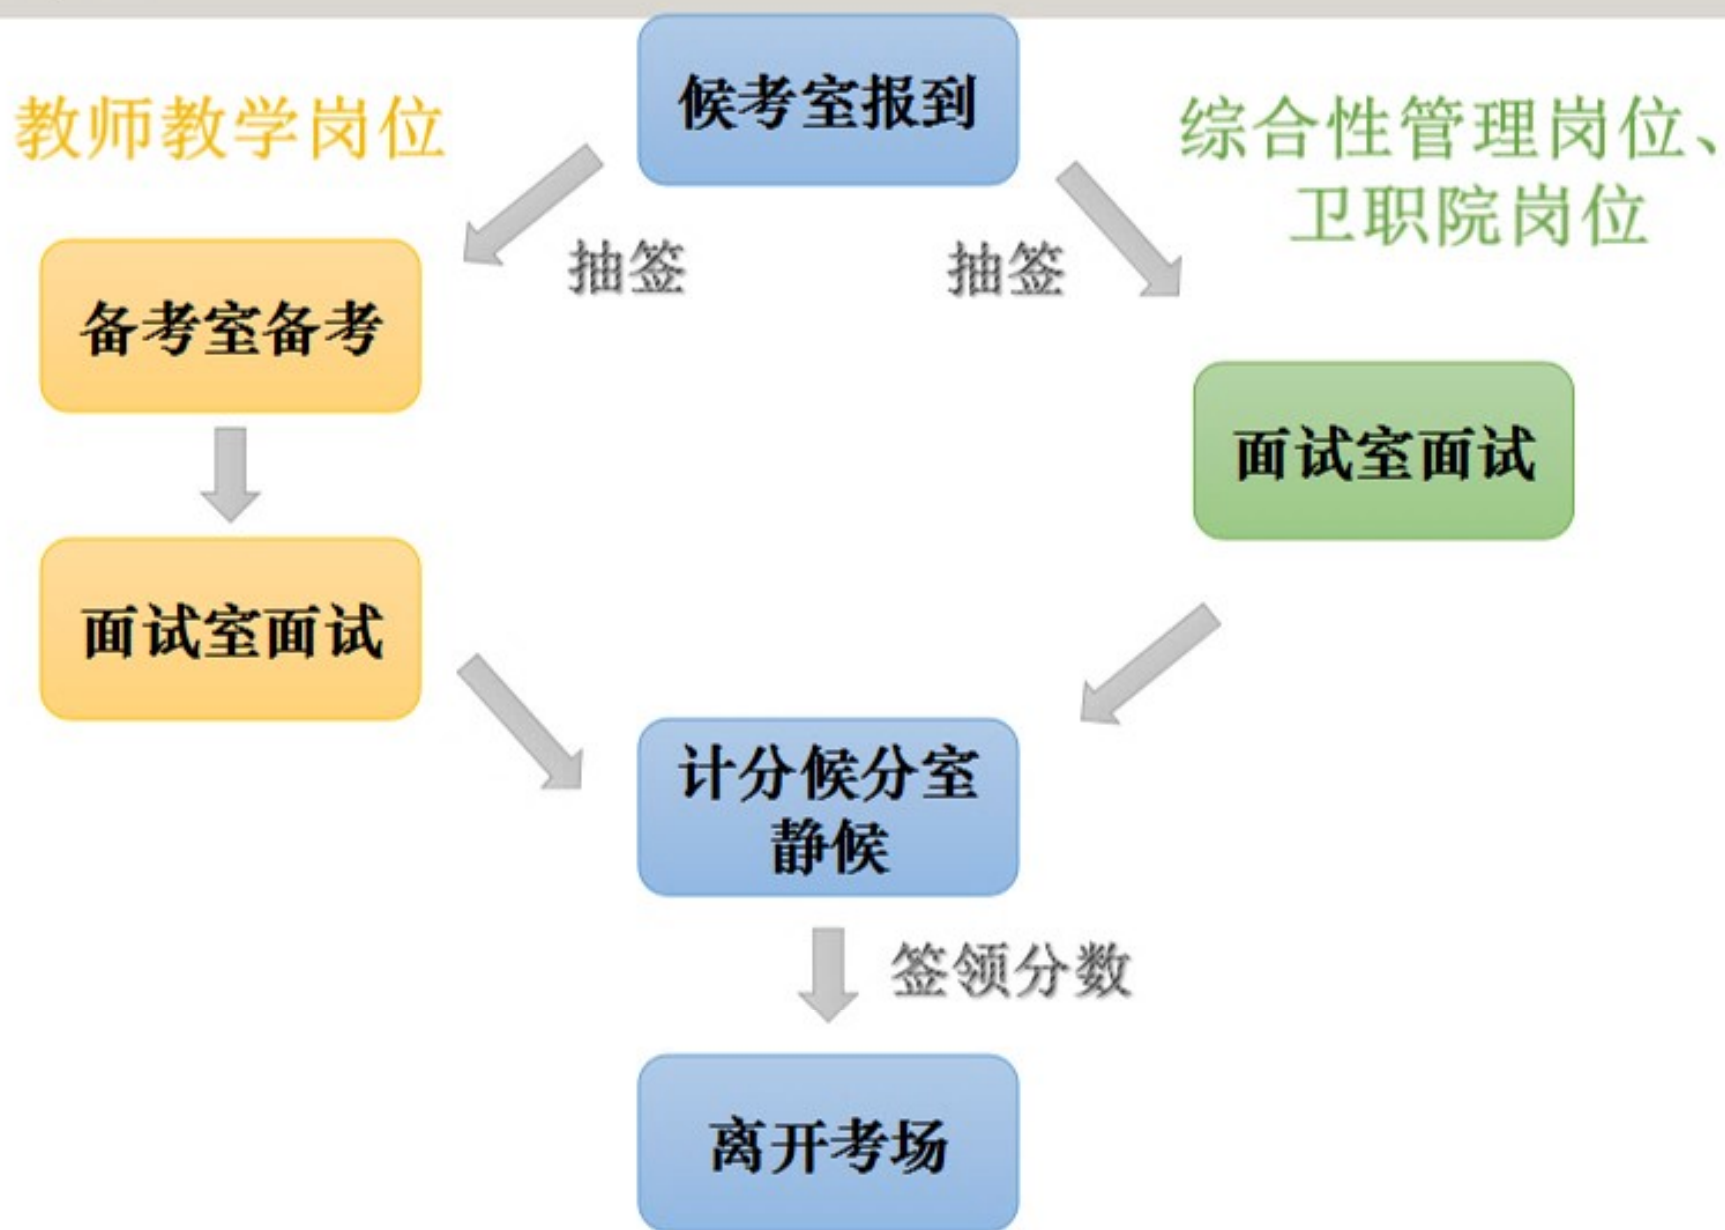 候考室报到
教师教学岗位
综合性管理岗位、
卫职院岗位
抽签
抽签
备考室备考
面试室面试
面试室面试
计分候分室
静候
签领分数
离开考场